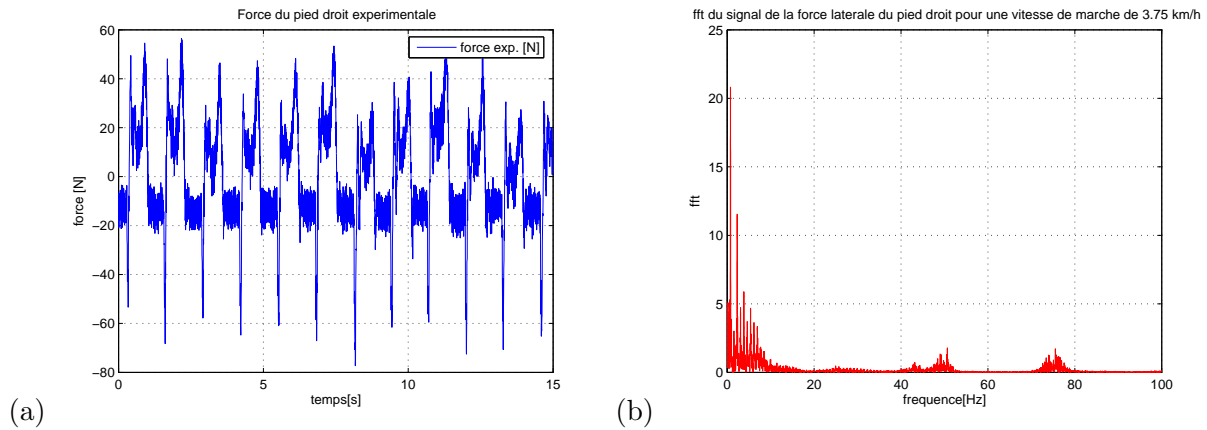 Force du pied droit experimentale
force exp. [N]
60
40
20
0
−20
−40
−60
−80
force [N]
0
5
10
15
temps[s]
(a)
fft du signal de la force laterale du pied droit pour une vitesse de marche de 3.75 km/h
25
20
15
10
5
0
fft
0
20
40
60
80
100
frequence[Hz]
(b)